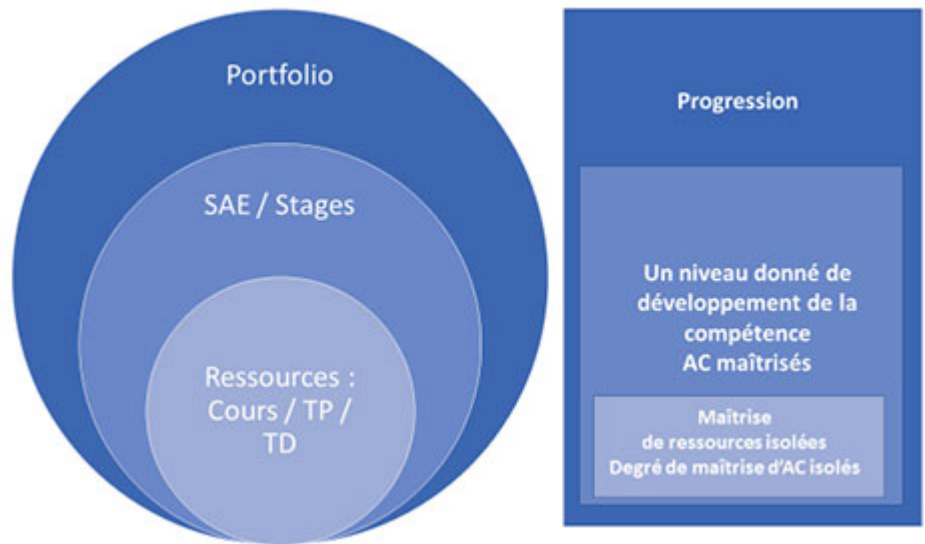 Portfolio
SAE / Stages
Ressources :
Cours / TP /
TD
Progression
Un niveau donné de
développement de la
compétence
AC maîtrisés
Maîtrise
de ressources isolées
Degré de maîtrise d'AC isolés